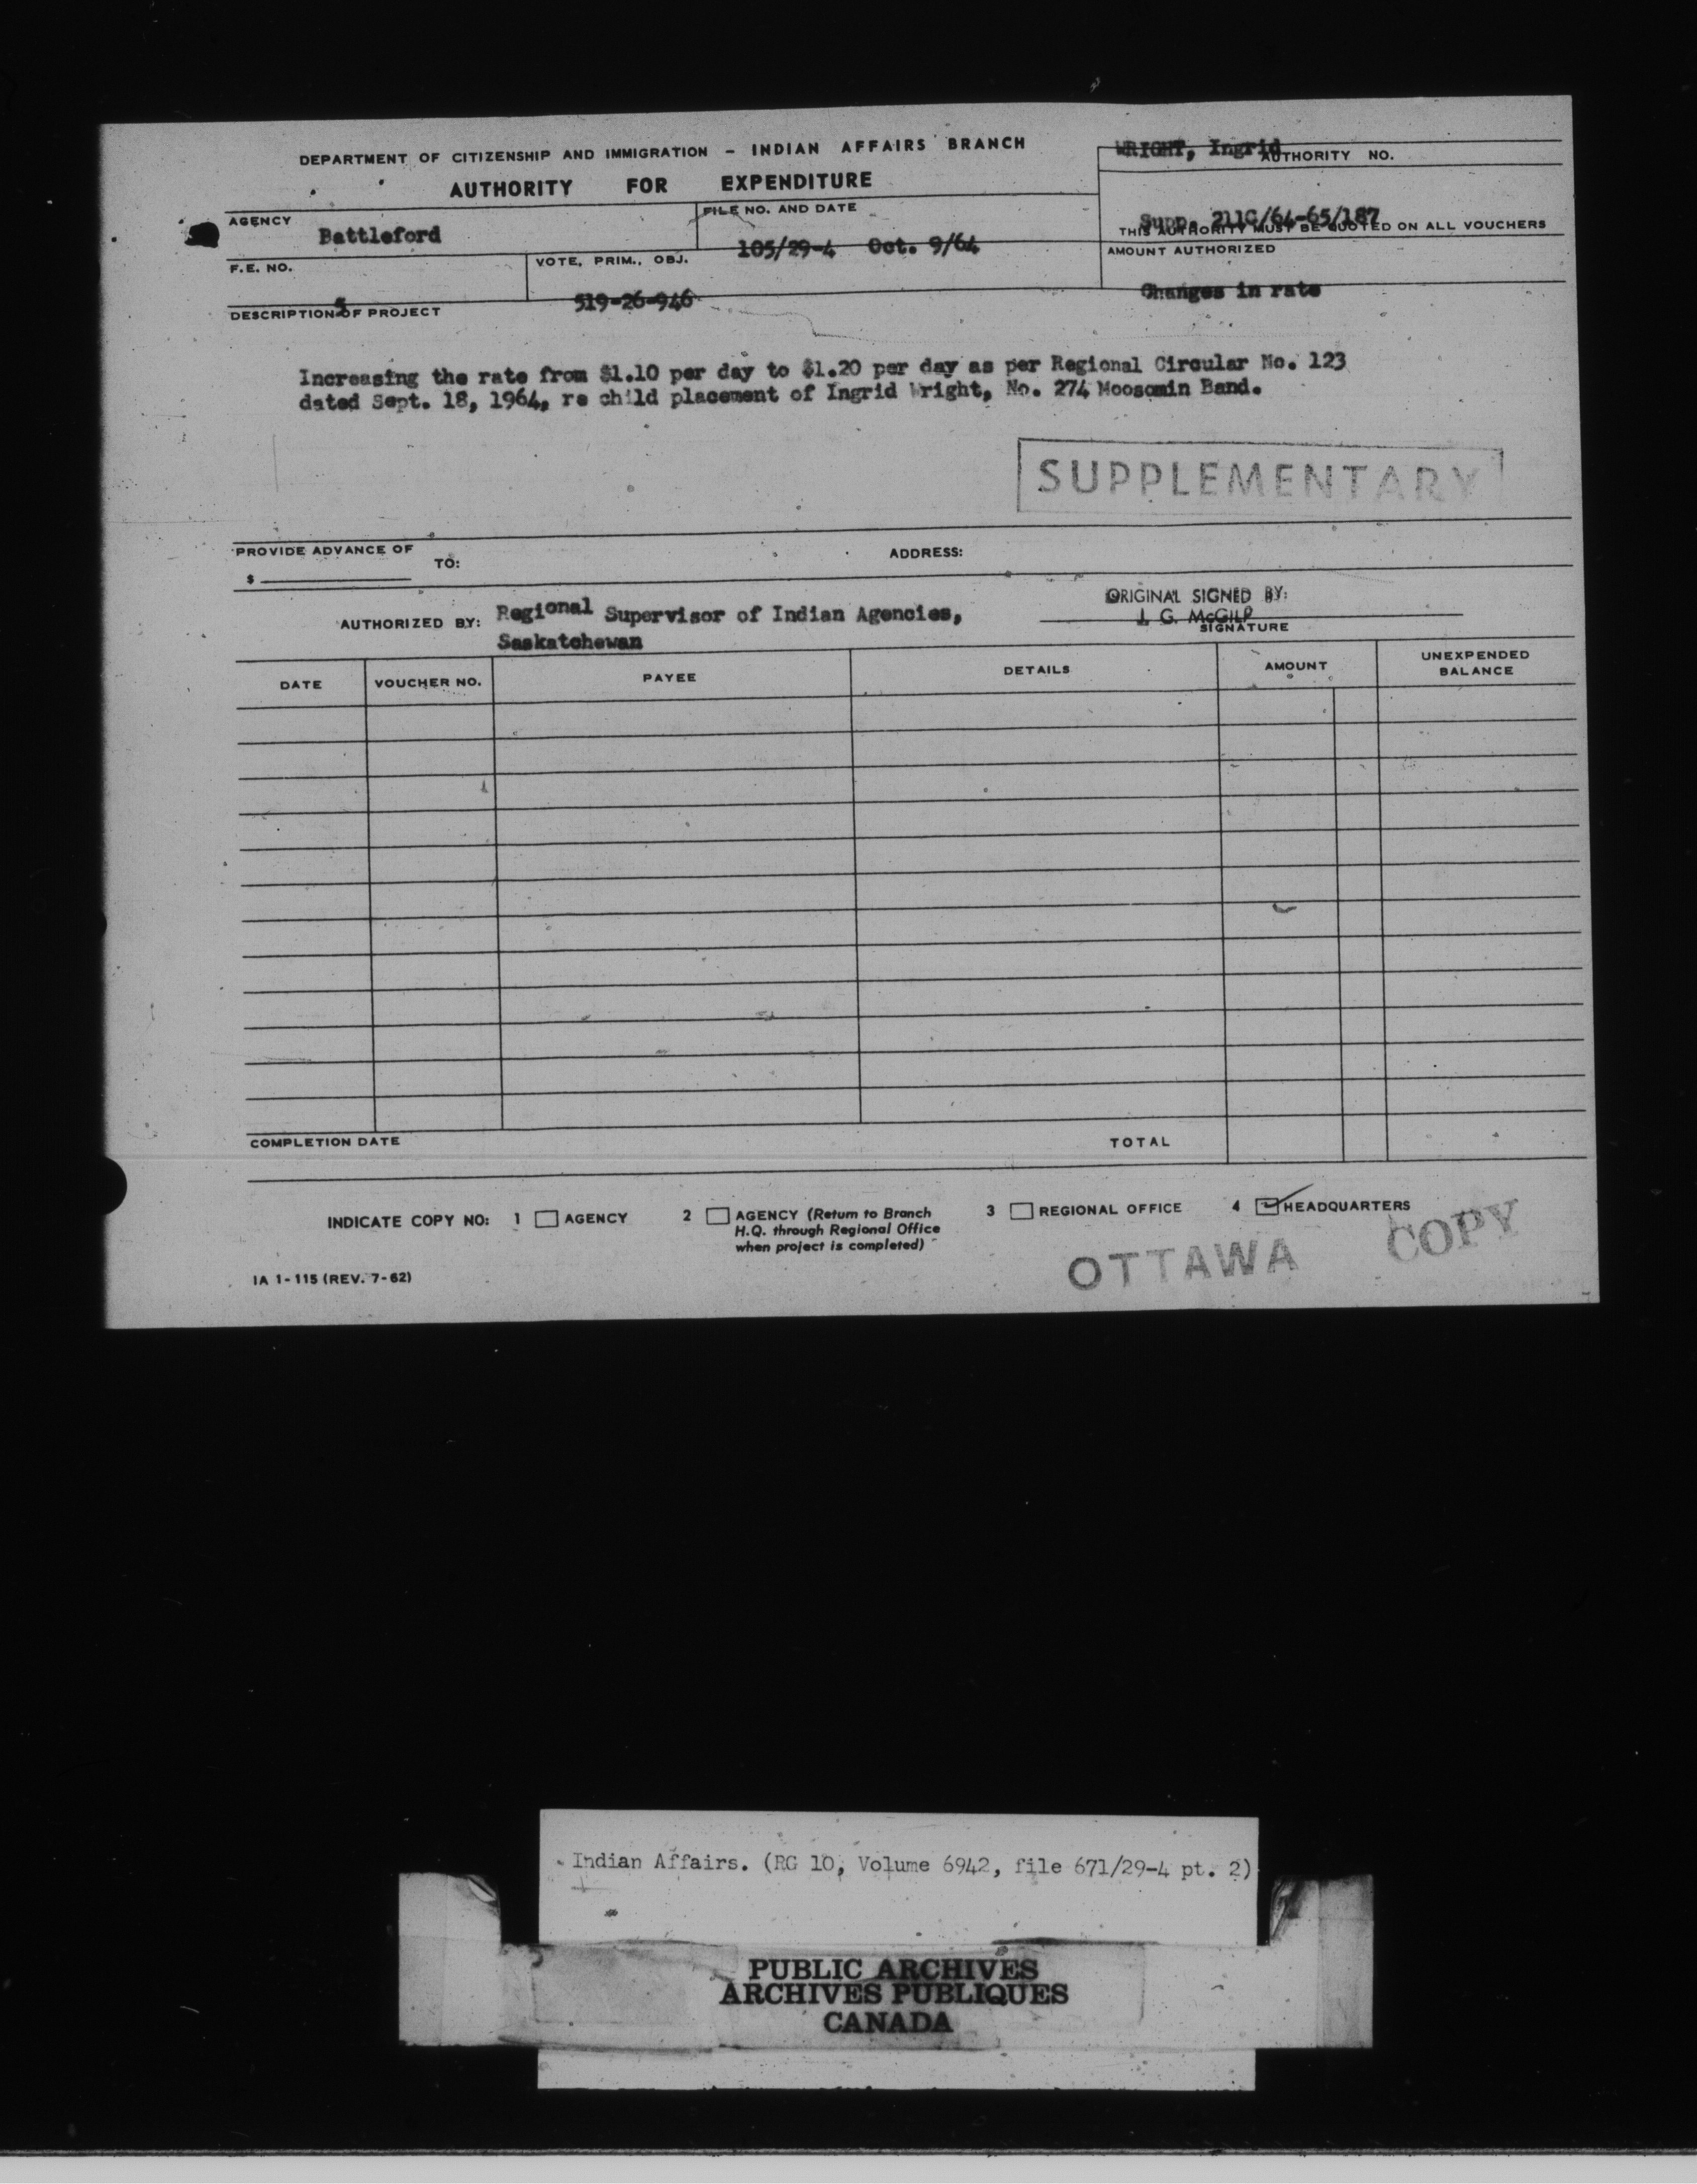 DEPARTMENT OF CITIZENSHIP AND IMMIGRATION – INDIAN AFFAIRS BRANCH
AUTHORITY FOR EXPENDITURE
WRIGHT, Ingrid
AUTHORITY NO.
Supp. 211G/64-65/187
THIS AUTHORITY MUST BE QUOTED ON ALL VOUCHERS
AGENCY
Battleford
FILE NO. AND DATE
105/29-4 Oct. 9/64
AMOUNT AUTHORIZED
Changes in rate
F.E. NO.
5
VOTE, PRIM., OBJ.
519-26-946
DESCRIPTION OF PROJECT
Increasing the rate from $1.10 per day to $1.20 per day as per Regional Circular No. 123
dated Sept. 18, 1964, re child placement of Ingrid Wright, No. 274 Moosomin Band.
SUPPLEMENTARY
PROVIDE ADVANCE OF
$
TO:
ADDRESS:
AUTHORIZED BY: Regional Supervisor of Indian Agencies,
Saskatchewan
ORIGINAL SIGNED BY:
J. G. McGILP
SIGNATURE
DATE VOUCHER NO. PAYEE DETAILS AMOUNT UNEXPENDED BALANCE
COMPLETION DATE TOTAL
INDICATE COPY NO: 1 AGENCY 2 AGENCY (Return to Branch
H.Q. through Regional Office
when project is completed)
3 REGIONAL OFFICE 4 HEADQUARTERS
OTTAWA COPY
IA 1-115 (REV. 7-62)
Indian Affairs. (RG 10, Volume 6942, file 671/29-4 pt. 2)
PUBLIC ARCHIVES
ARCHIVES PUBLIQUES
CANADA